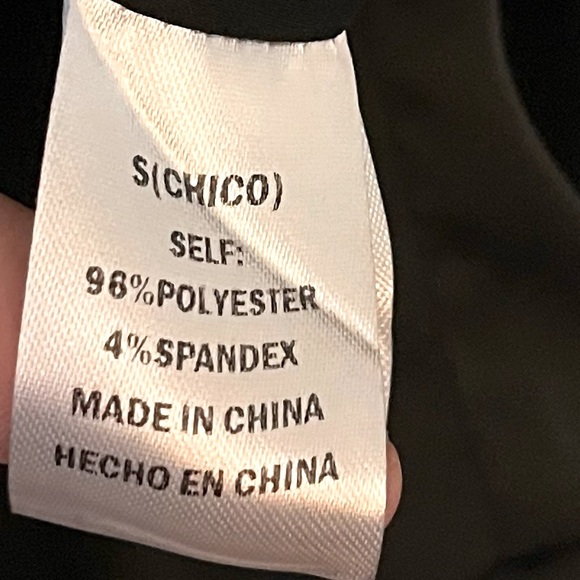 S(CHICO)
SELF:
96%POLYESTER
4%SPANDEX
MADE IN CHINA
HECHO EN CHINA